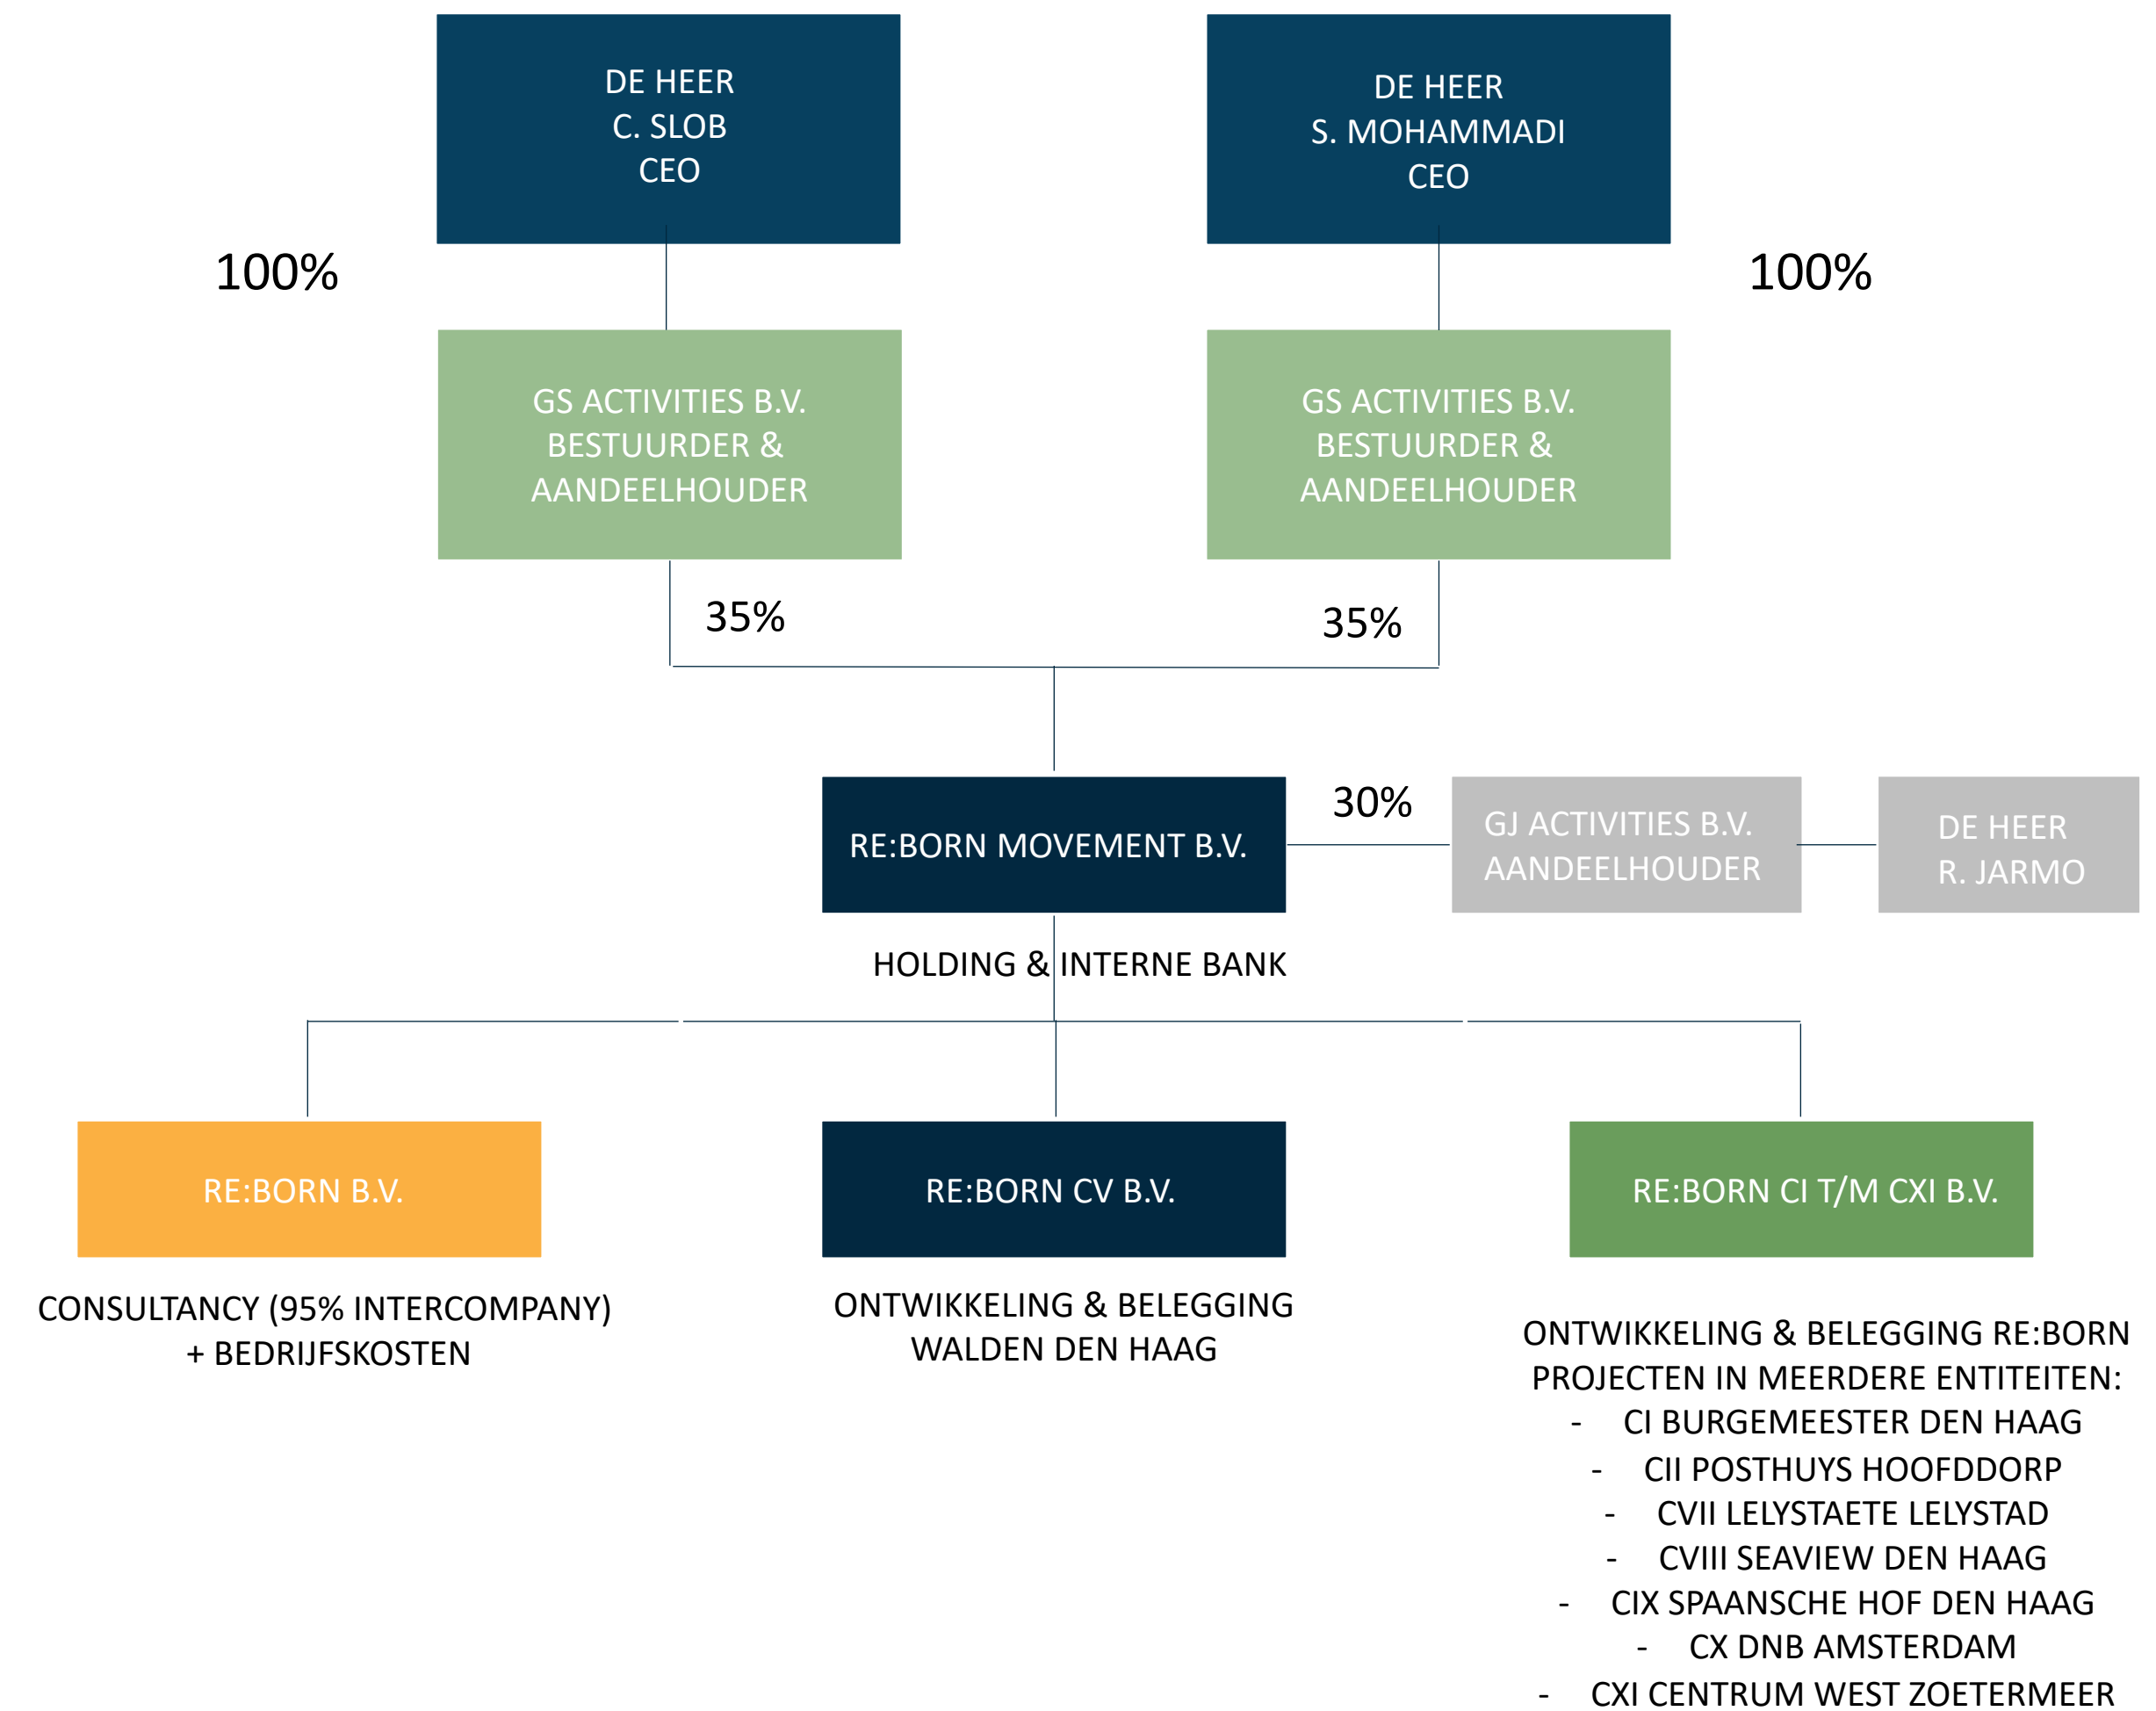 DE HEER
C. SLOB
CEO
DE HEER
S. MOHAMMADI
CEO
100%
100%
GS ACTIVITIES B.V.
BESTUURDER &
AANDEELHOUDER
GS ACTIVITIES B.V.
BESTUURDER &
AANDEELHOUDER
35%
35%
RE:BORN MOVEMENT B.V.
30%
GJ ACTIVITIES B.V.
AANDEELHOUDER
DE HEER
R. JARMO
HOLDING & INTERNE BANK
RE:BORN B.V.
RE:BORN CV B.V.
RE:BORN CI T/M CXI B.V.
CONSULTANCY (95% INTERCOMPANY)
+ BEDRIJFSKOSTEN
ONTWIKKELING & BELEGGING
WALDEN DEN HAAG
ONTWIKKELING & BELEGGING RE:BORN
PROJECTEN IN MEERDERE ENTITEITEN:
- CI BURGEMEESTER DEN HAAG
- CII POSTHUYS HOOFDDORP
- CVII LELYSTAETE LELYSTAD
- CVIII SEAVIEW DEN HAAG
- CIX SPAANSCHE HOF DEN HAAG
- CX DNB AMSTERDAM
- CXI CENTRUM WEST ZOETERMEER